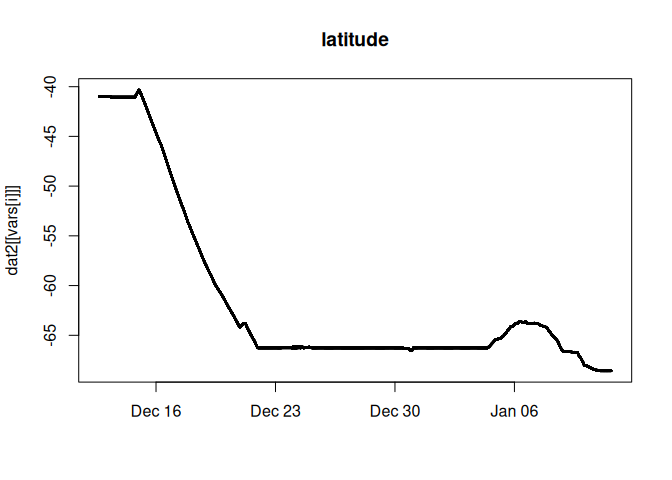 latitude
dat2[[vars[i]]]
-40
-45
-50
-55
-60
-65
Dec 16
Dec 23
Dec 30
Jan 06